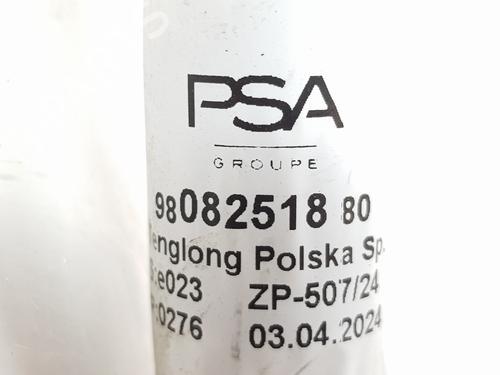 PSA
GROUPE
98082518 80
englong Polska Sp.
:e023 ZP-507/24
:0276 03.04.2024